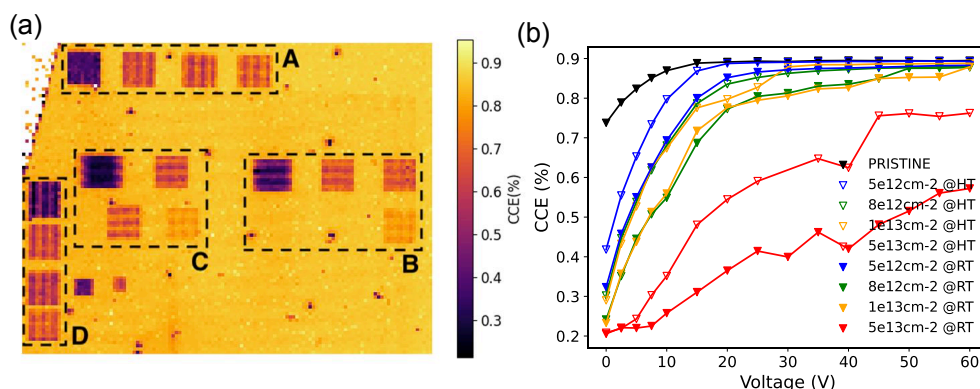 (a)
A
B
C
D
0.9
0.8
0.7
0.6
0.5
0.4
0.3
CCE(%)
(b)
0.9
0.8
0.7
0.6
0.5
0.4
0.3
0.2
CCE (%)
PRISTINE
5e12cm-2 @HT
8e12cm-2 @HT
1e13cm-2 @HT
5e13cm-2 @HT
5e12cm-2 @RT
8e12cm-2 @RT
1e13cm-2 @RT
5e13cm-2 @RT
0 10 20 30 40 50 60
Voltage (V)